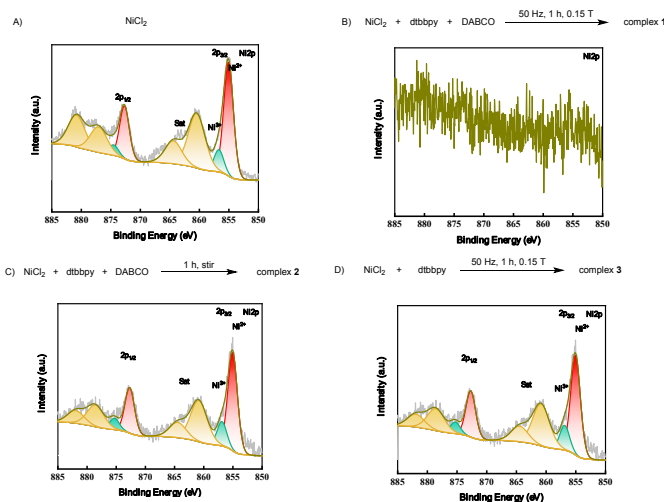 A)
NiCl2
2p3/2 Ni2p
Ni2+
2p1/2
Sat
Ni3+
Intensity (a.u.)
885 880 875 870 865 860 855 850
Binding Energy (eV)
B)
NiCl2 + dtbbpy + DABCO 50 Hz, 1 h, 0.15 T complex 1
Ni2p
Intensity (a.u.)
885 880 875 870 865 860 855 850
Binding Energy (eV)
C)
NiCl2 + dtbbpy + DABCO 1 h, stir complex 2
2p3/2 Ni2p
Ni2+
2p1/2
Sat
Ni3+
Intensity (a.u.)
885 880 875 870 865 860 855 850
Binding Energy (eV)
D)
NiCl2 + dtbbpy 50 Hz, 1 h, 0.15 T complex 3
2p3/2 Ni2p
Ni2+
2p1/2
Sat
Ni3+
Intensity (a.u.)
885 880 875 870 865 860 855 850
Binding Energy (eV)